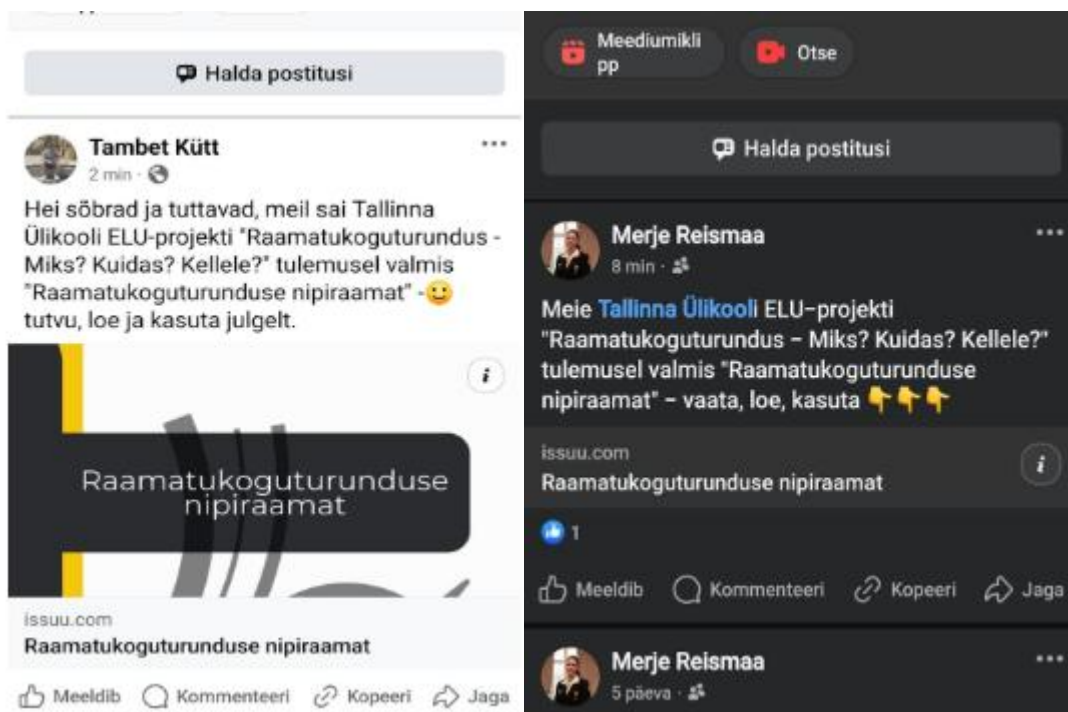 Halda postitusi
Tambet Kütt
2 min ·
Hei sõbrad ja tuttavad, meil sai Tallinna
Ülikooli ELU-projekti "Raamatukoguturundus -
Miks? Kuidas? Kellele?" tulemusel valmis
"Raamatukoguturunduse nipiraamat" -🙂
tutvu, loe ja kasuta julgelt.
Raamatukoguturunduse
nipiraamat
issuu.com
Raamatukoguturunduse nipiraamat
Meeldib Kommenteeri Kopeeri Jaga
Meediumikli
pp
Otse
Halda postitusi
Merje Reismaa
8 min ·
Meie Tallinna Ülikooli ELU–projekti
"Raamatukoguturundus – Miks? Kuidas? Kellele?"
tulemusel valmis "Raamatukoguturunduse
nipiraamat" – vaata, loe, kasuta 👇👇👇
issuu.com
Raamatukoguturunduse nipiraamat
1
Meeldib Kommenteeri Kopeeri Jaga
Merje Reismaa
5 päeva ·